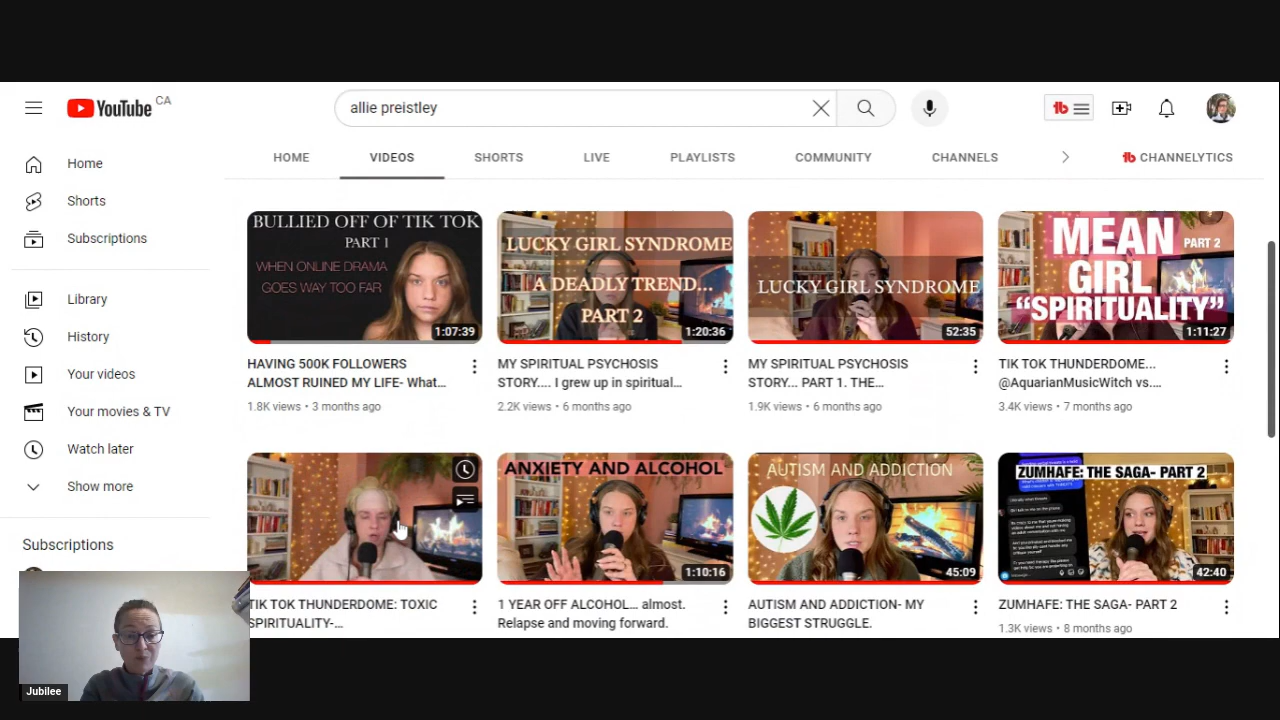 YouTube CA
allie preistley
HOME VIDEOS SHORTS LIVE PLAYLISTS COMMUNITY CHANNELS CHANNELYTICS
Home
Shorts
Subscriptions
Library
History
Your videos
Your movies & TV
Watch later
Show more
Subscriptions
BULLIED OFF OF TIK TOK
PART 1
WHEN ONLINE DRAMA
GOES WAY TOO FAR
1:07:39
HAVING 500K FOLLOWERS
ALMOST RUINED MY LIFE- What...
1.8K views • 3 months ago
LUCKY GIRL SYNDROME
A DEADLY TREND...
PART 2
1:20:36
MY SPIRITUAL PSYCHOSIS
STORY.... I grew up in spiritual...
2.2K views • 6 months ago
LUCKY GIRL SYNDROME
52:35
MY SPIRITUAL PSYCHOSIS
STORY... PART 1. THE...
1.9K views • 6 months ago
MEAN PART 2
GIRL
"SPIRITUALITY"
1:11:27
TIK TOK THUNDERDOME...
@AquarianMusicWitch vs....
3.4K views • 7 months ago
TIK TOK THUNDERDOME: TOXIC
SPIRITUALITY-...
ANXIETY AND ALCOHOL
1:10:16
1 YEAR OFF ALCOHOL... almost.
Relapse and moving forward.
AUTISM AND ADDICTION
45:09
AUTISM AND ADDICTION- MY
BIGGEST STRUGGLE.
ZUMHAFE: THE SAGA- PART 2
42:40
ZUMHAFE: THE SAGA- PART 2
1.3K views • 8 months ago
Jubilee